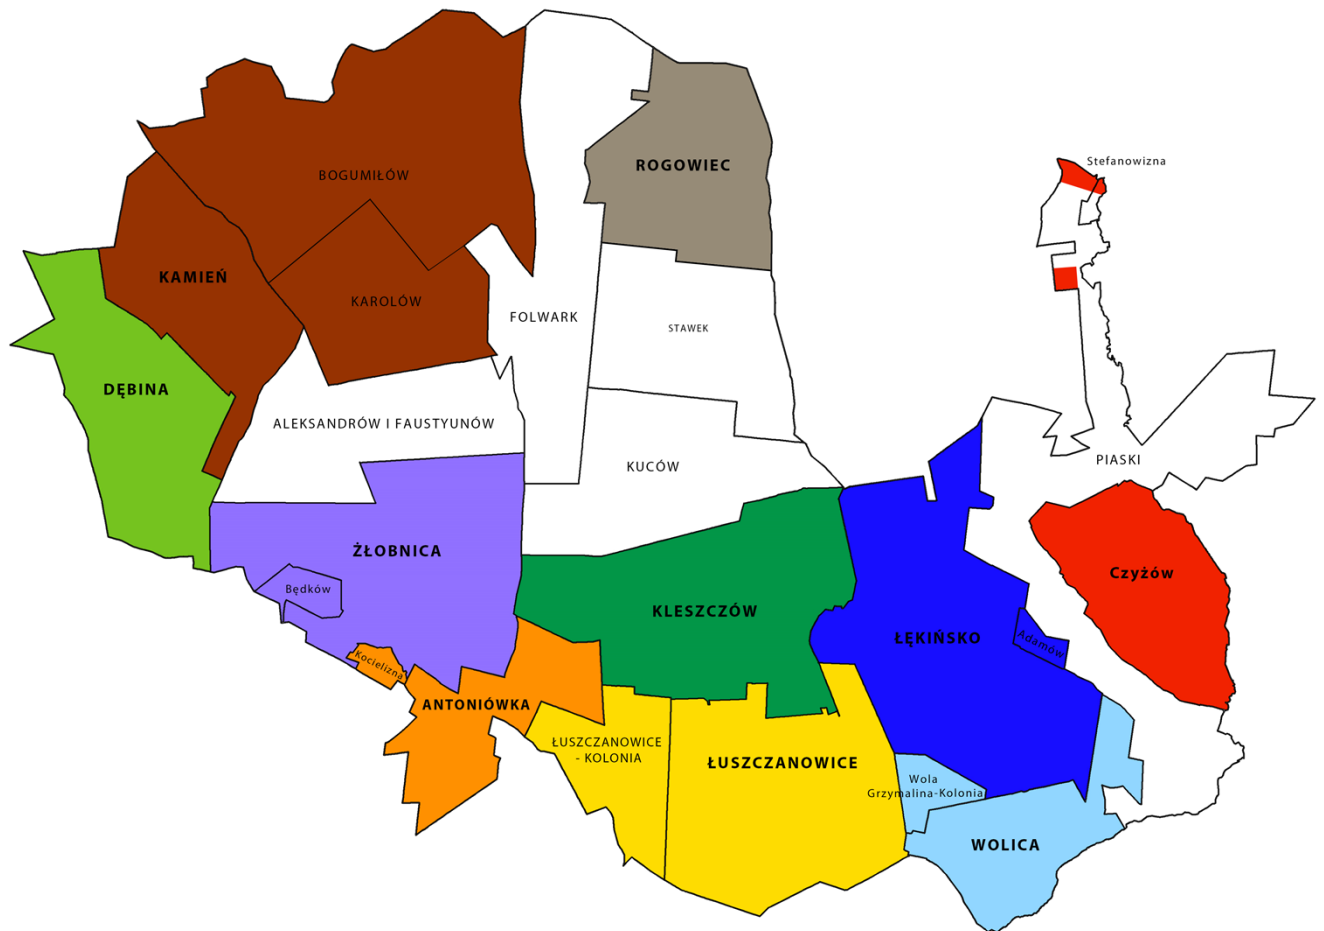 Stefanowizna
ROGOWIEC
BOGUMIŁÓW
KAMIEŃ
KAROLÓW
FOLWARK
STAWEK
DĘBINA
ALEKSANDRÓW I FAUSTYUNÓW
PIASKI
KUCÓW
ŻŁOBNICA
Czyżów
Będków
KLESZCZÓW
ŁĘKIŃSKO
Adamów
Kocielizna
ANTONIÓWKA
ŁUSZCZANOWICE
- KOLONIA
ŁUSZCZANOWICE
Wola
Grzymalina-Kolonia
WOLICA